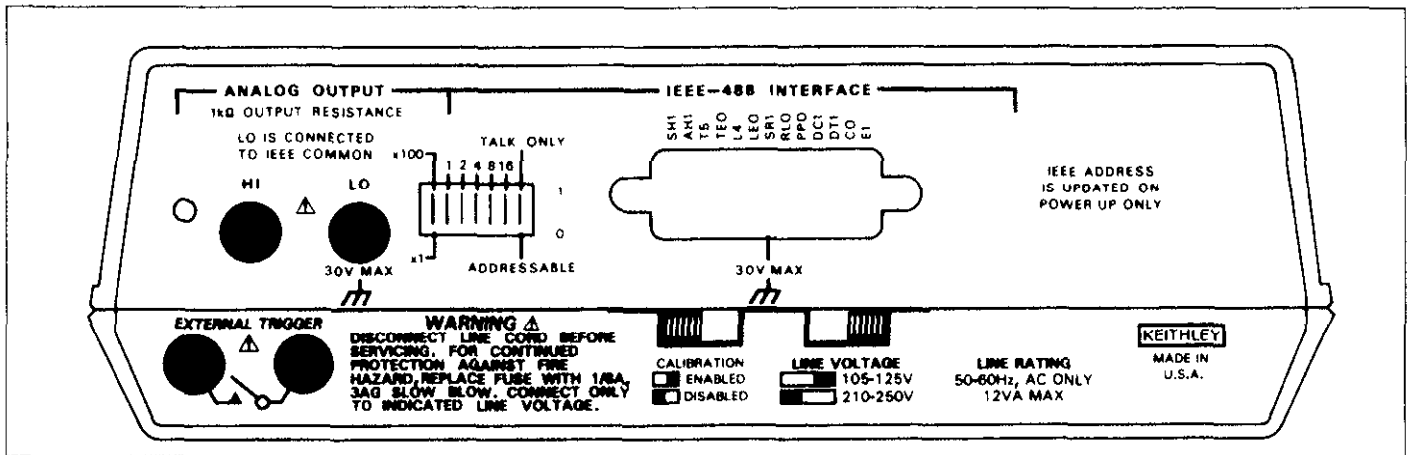 ANALOG OUTPUT
1kΩ OUTPUT RESISTANCE
LO IS CONNECTED
TO IEEE COMMON
HI
LO
30V MAX
x100
1 2 4 8 16
TALK ONLY
1
0
x1
ADDRESSABLE
IEEE-488 INTERFACE
SH1
AH1
T5
TEO
L4
LEO
SR1
RLO
PPO
DC1
DT1
CO
E1
30V MAX
IEEE ADDRESS
IS UPDATED ON
POWER UP ONLY
EXTERNAL TRIGGER
WARNING
DISCONNECT LINE CORD BEFORE
SERVICING. FOR CONTINUED
PROTECTION AGAINST FIRE
HAZARD, REPLACE FUSE WITH 1/8A,
3AG SLOW BLOW. CONNECT ONLY
TO INDICATED LINE VOLTAGE.
CALIBRATION
ENABLED
DISABLED
LINE VOLTAGE
105-125V
210-250V
LINE RATING
50-60Hz, AC ONLY
12VA MAX
KEITHLEY
MADE IN
U.S.A.